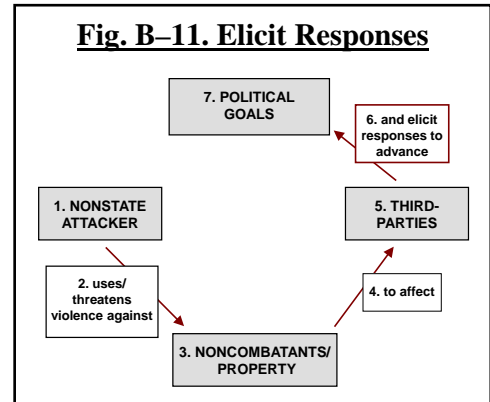 Fig. B–11. Elicit Responses
7. POLITICAL
GOALS
6. and elicit
responses to
advance
1. NONSTATE
ATTACKER
5. THIRD-
PARTIES
2. uses/
threatens
violence against
4. to affect
3. NONCOMBATANTS/
PROPERTY